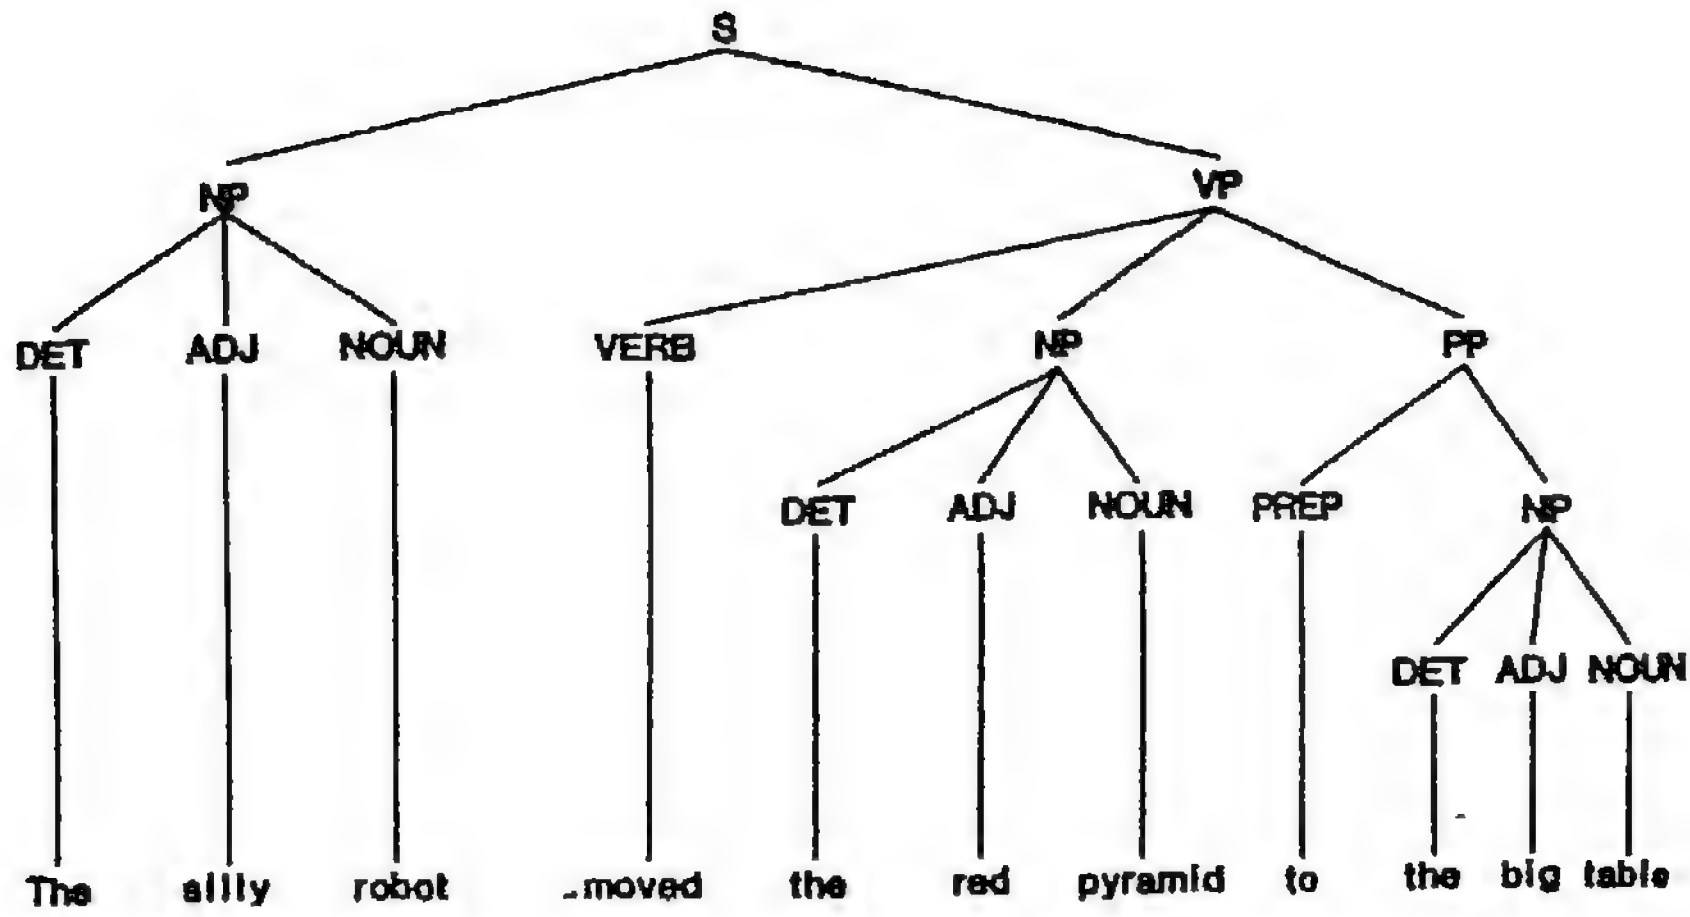 S
NP VP
DET ADJ NOUN VERB NP PP
DET ADJ NOUN PREP NP
DET ADJ NOUN
The silly robot moved the red pyramid to the big table